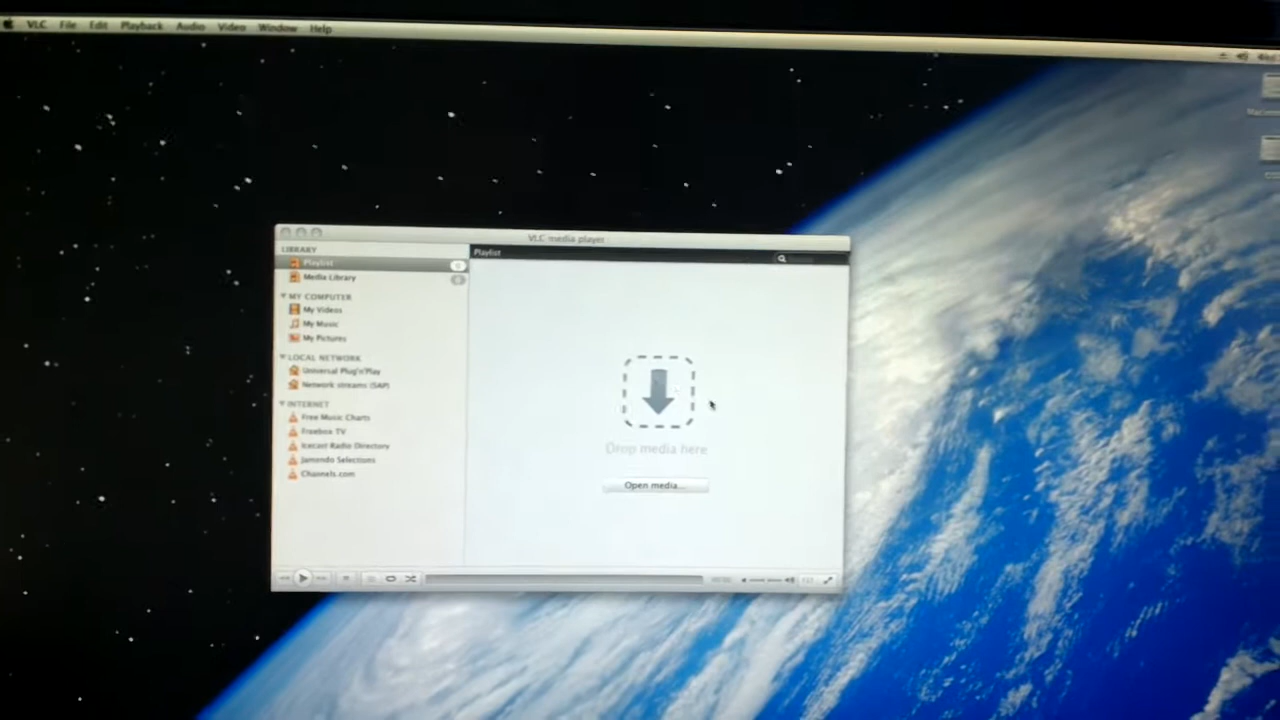 VLC File Edit Playback Audio Video Window Help
VLC media player
LIBRARY
Playlist
Playlist
Media Library
MY COMPUTER
My Videos
My Music
My Pictures
LOCAL NETWORK
Universal Plug'n'Play
Network streams (SAP)
INTERNET
Free Music Charts
Freebox TV
Icecast Radio Directory
Jamendo Selections
Channels.com
Drop media here
Open media...